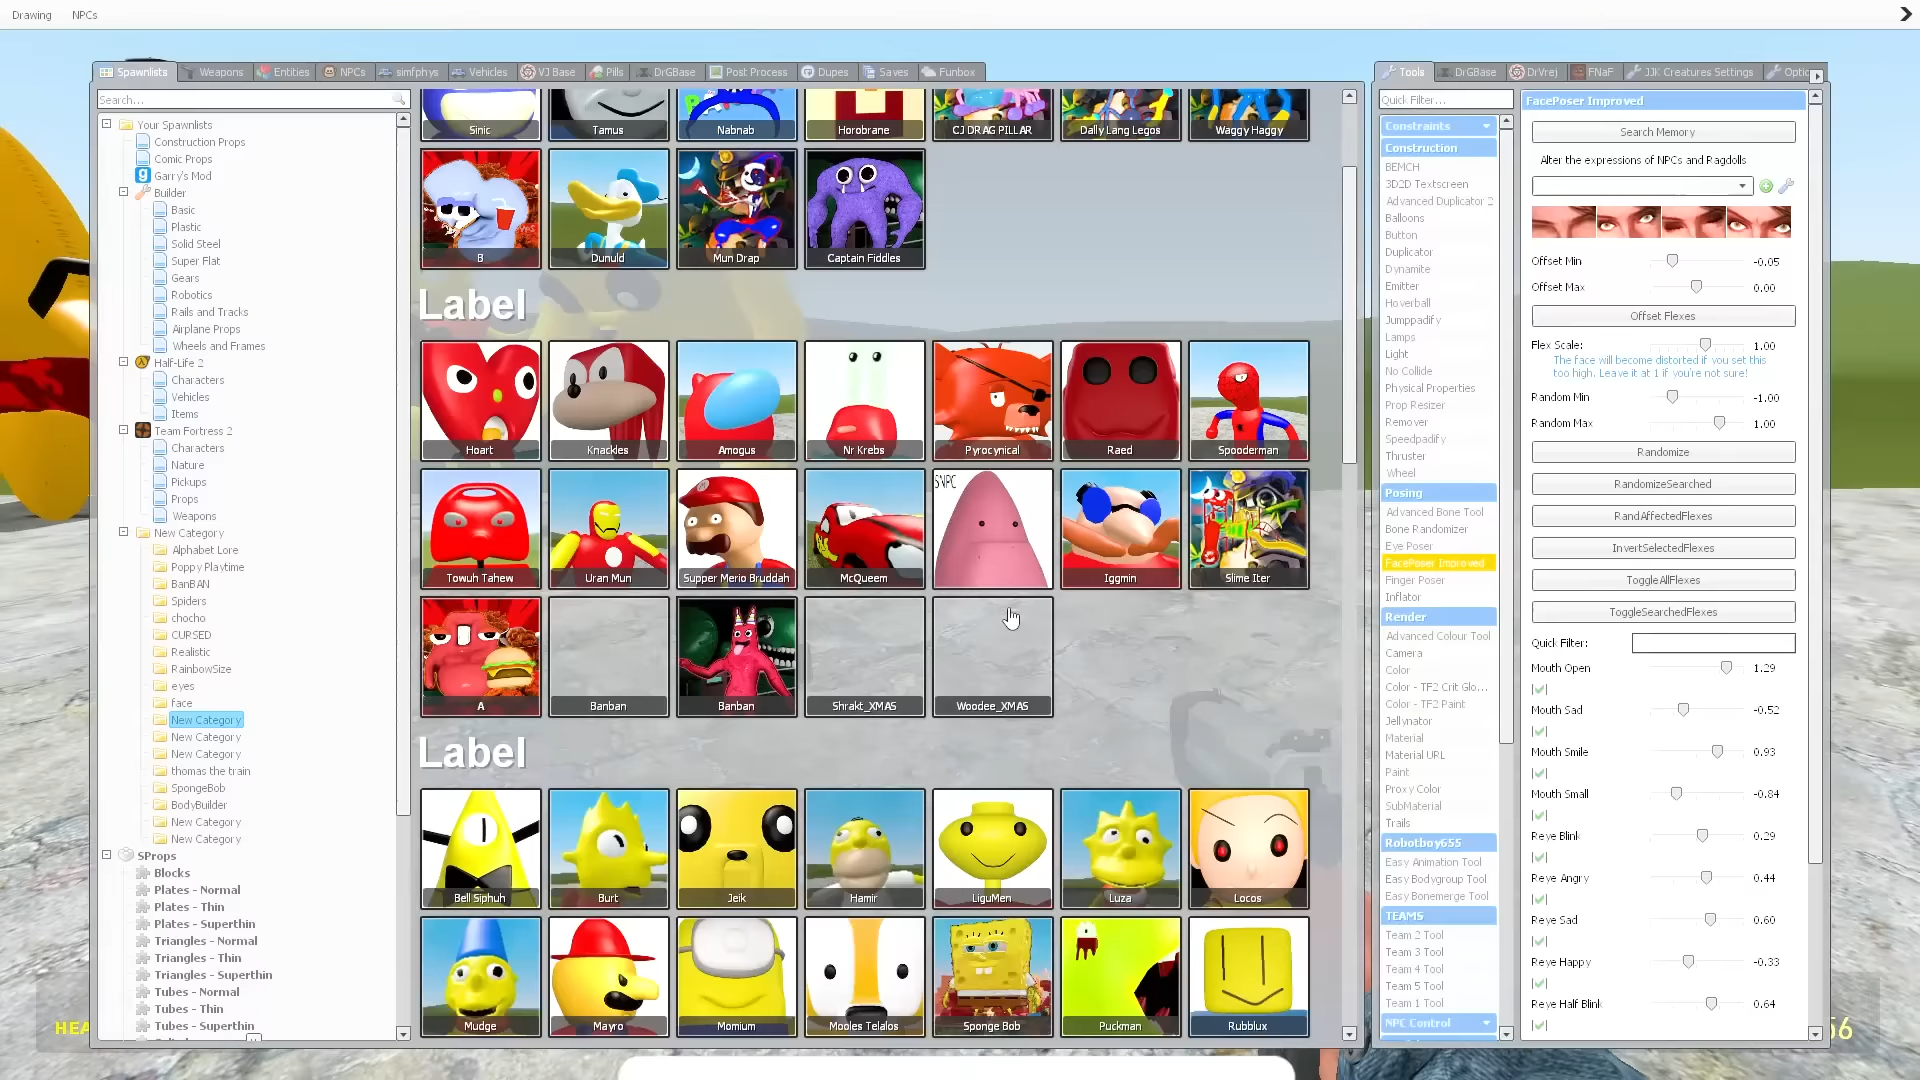 Drawing NPCs
Spawnlists Weapons Entities NPCs simfphys Vehicles VJ Base Pills DrGBase Post Process Dupes Saves Funbox
Search...
Your Spawnlists
Construction Props
Comic Props
Garry's Mod
Builder
Basic
Plastic
Solid Steel
Super Flat
Gears
Robotics
Rails and Tracks
Airplane Props
Wheels and Frames
Half-Life 2
Characters
Vehicles
Items
Team Fortress 2
Characters
Nature
Pickups
Props
Weapons
New Category
Alphabet Lore
Poppy Playtime
BanBAN
Spiders
chocho
CURSED
Realistic
RainbowSize
eyes
face
New Category
New Category
New Category
thomas the train
SpongeBob
BodyBuilder
New Category
New Category
SProps
Blocks
Plates - Normal
Plates - Thin
Plates - Superthin
Triangles - Normal
Triangles - Thin
Triangles - Superthin
Tubes - Normal
Tubes - Thin
Tubes - Superthin
Sinic Tamus Nabnab Horobrane CJ DRAG PILLAR Dally Lang Legos Waggy Haggy
B Dunuld Mun Drap Captain Fiddles
Label
Hoart Knackles Amogus Nr Krebs Pyrocynical Raed Spooderman
SNPC
Towuh Tahew Uran Mun Supper Merio Bruddah McQueem Iggmin Slime Iter
A Banban Banban Shrakt_XMAS Woodee_XMAS
Label
Bell Siphuh Burt Jeik Hamir LiguMen Luza Locos
Mudge Mayro Momium Mooles Telalos Sponge Bob Puckman Rubblux
HEA
Tools DrGBase DrVrej FNaF JJK Creatures Settings Optio
Quick Filter...
Constraints
Construction
BEMCH
3D2D Textscreen
Advanced Duplicator 2
Balloons
Button
Duplicator
Dynamite
Emitter
Hoverball
Jumppadify
Lamps
Light
No Collide
Physical Properties
Prop Resizer
Remover
Speedpadify
Thruster
Wheel
Posing
Advanced Bone Tool
Bone Randomizer
Eye Poser
FacePoser Improved
Finger Poser
Inflator
Render
Advanced Colour Tool
Camera
Color
Color - TF2 Crit Glo...
Color - TF2 Paint
Jellynator
Material
Material URL
Paint
Proxy Color
SubMaterial
Trails
Robotboy655
Easy Animation Tool
Easy Bodygroup Tool
Easy Bonemerge Tool
TEAMS
Team 2 Tool
Team 3 Tool
Team 4 Tool
Team 5 Tool
Team 1 Tool
NPC Control
FacePoser Improved
Search Memory
Alter the expressions of NPCs and Ragdolls
Offset Min -0.05
Offset Max 0.00
Offset Flexes
Flex Scale: 1.00
The face will become distorted if you set this
too high. Leave it at 1 if you're not sure!
Random Min -1.00
Random Max 1.00
Randomize
RandomizeSearched
RandAffectedFlexes
InvertSelectedFlexes
ToggleAllFlexes
ToggleSearchedFlexes
Quick Filter:
Mouth Open 1.29
Mouth Sad -0.52
Mouth Smile 0.93
Mouth Small -0.84
Reye Blink 0.29
Reye Angry 0.44
Reye Sad 0.60
Reye Happy -0.33
Reye Half Blink 0.64